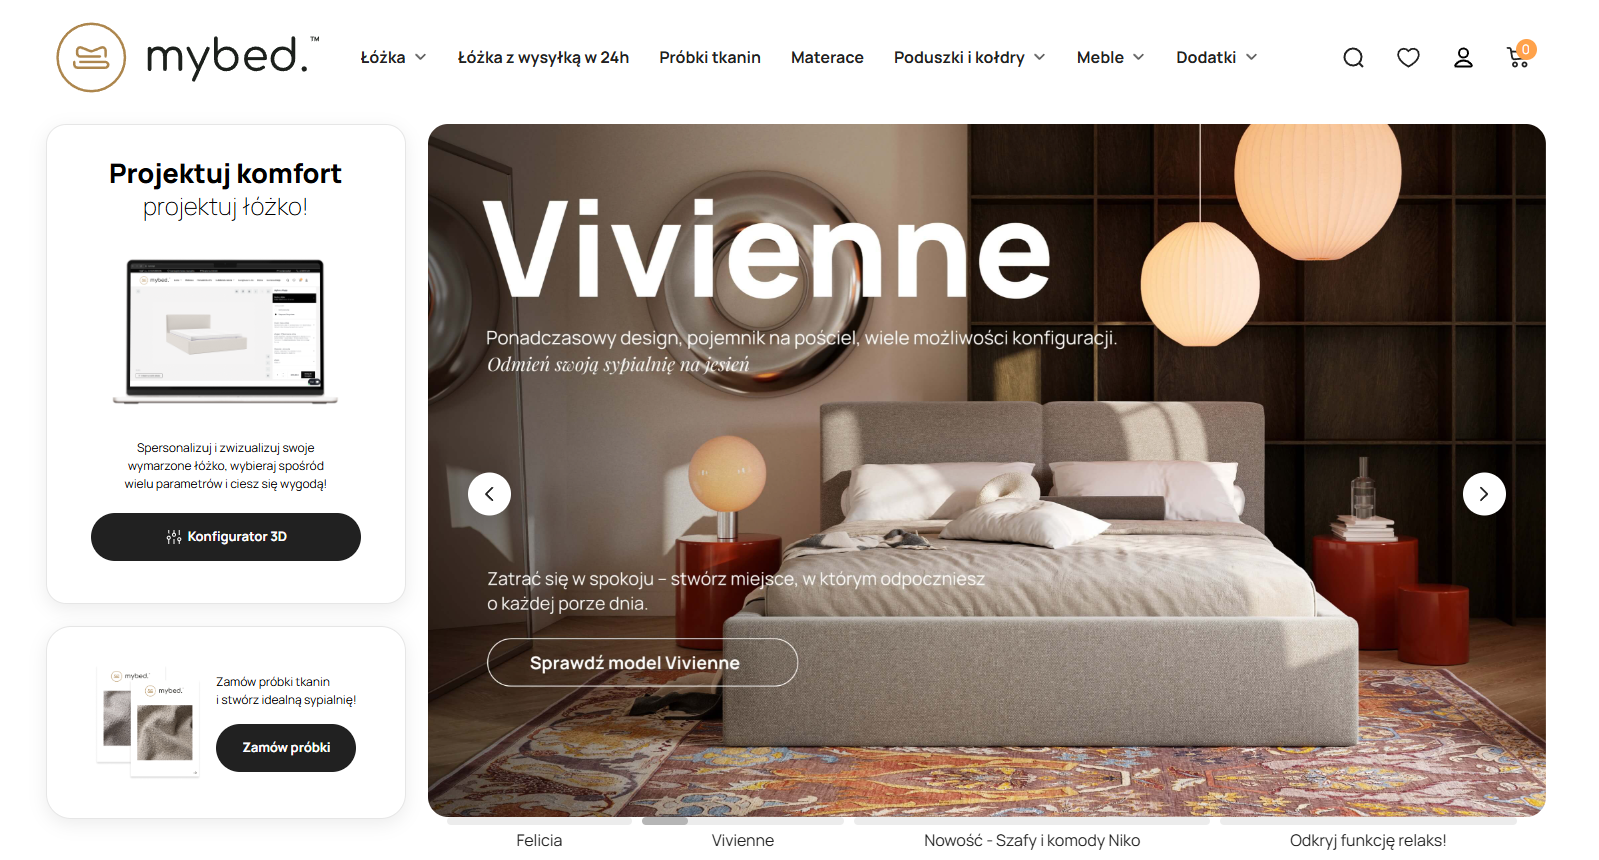 mybed.™
Łóżka
Łóżka z wysyłką w 24h
Próbki tkanin
Materace
Poduszki i kołdry
Meble
Dodatki
0
Projektuj komfort
projektuj łóżko!
Spersonalizuj i zwizualizuj swoje
wymarzone łóżko, wybieraj spośród
wielu parametrów i ciesz się wygodą!
Konfigurator 3D
mybed.
mybed.
Zamów próbki tkanin
i stwórz idealną sypialnię!
Zamów próbki
Vivienne
Ponadczasowy design, pojemnik na pościel, wiele możliwości konfiguracji.
Odmień swoją sypialnię na jesień
Zatrać się w spokoju – stwórz miejsce, w którym odpoczniesz
o każdej porze dnia.
Sprawdź model Vivienne
Felicia
Vivienne
Nowość - Szafy i komody Niko
Odkryj funkcję relaks!